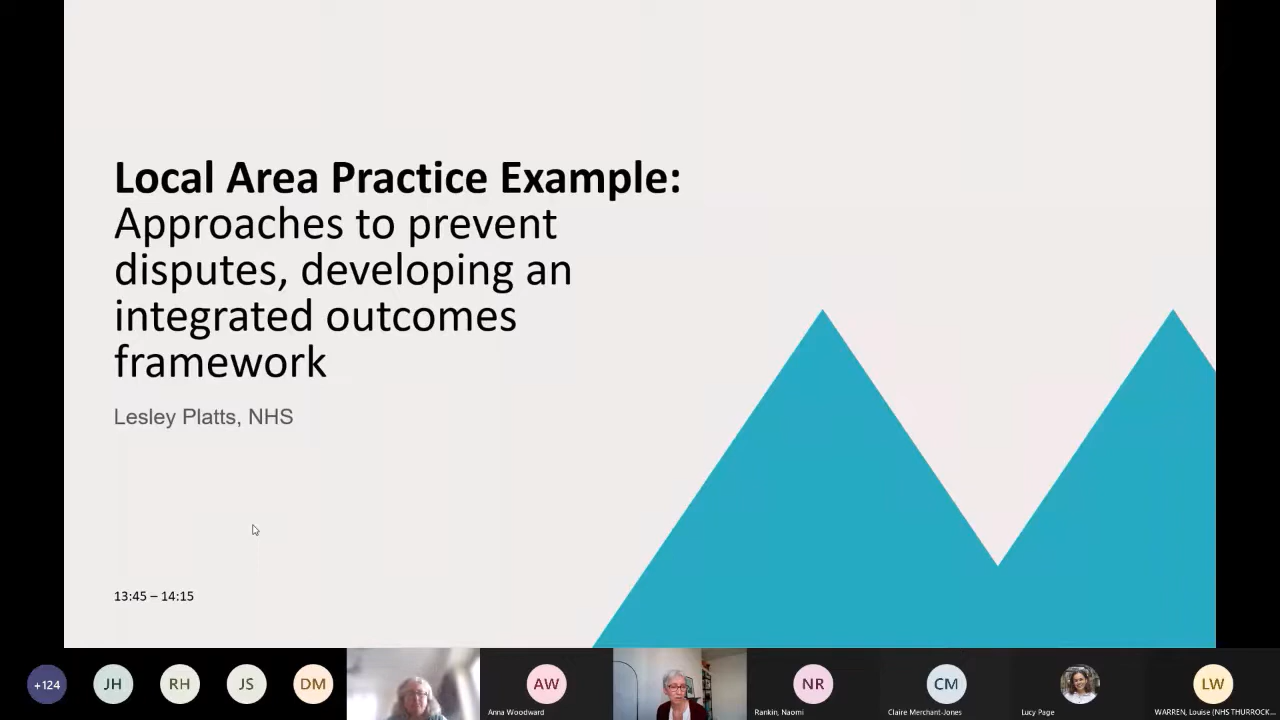 Local Area Practice Example:
Approaches to prevent
disputes, developing an
integrated outcomes
framework
Lesley Platts, NHS
13:45 – 14:15
+124
JH
RH
JS
DM
AW
Anna Woodward
NR
Rankin, Naomi
CM
Claire Merchant-Jones
Lucy Page
LW
WARREN, Louise (NHS THURROCK...